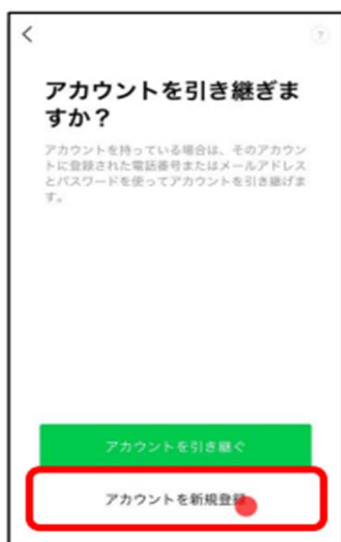 アカウントを引き継ぎま
すか？
アカウントを持っている場合は、そのアカウン
トに登録された電話番号またはメールアドレス
とパスワードを使ってアカウントを引き継げま
す。
アカウントを引き継ぐ
アカウントを新規登録